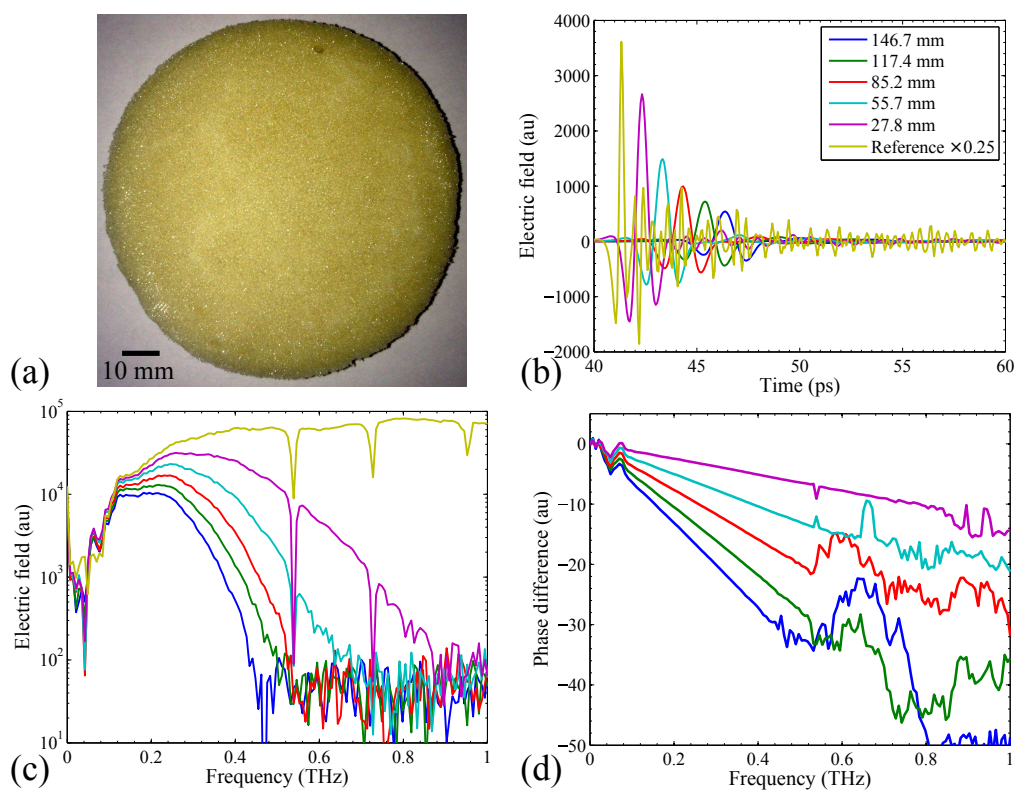 (a)
10 mm
(b)
Electric field (au)
4000
3000
2000
1000
0
−1000
−2000
40
45
50
55
60
Time (ps)
146.7 mm
117.4 mm
85.2 mm
55.7 mm
27.8 mm
Reference ×0.25
(c)
Electric field (au)
10^5
10^4
10^3
10^2
10^1
0
0.2
0.4
0.6
0.8
1
Frequency (THz)
(d)
Phase difference (au)
0
−10
−20
−30
−40
−50
0
0.2
0.4
0.6
0.8
1
Frequency (THz)